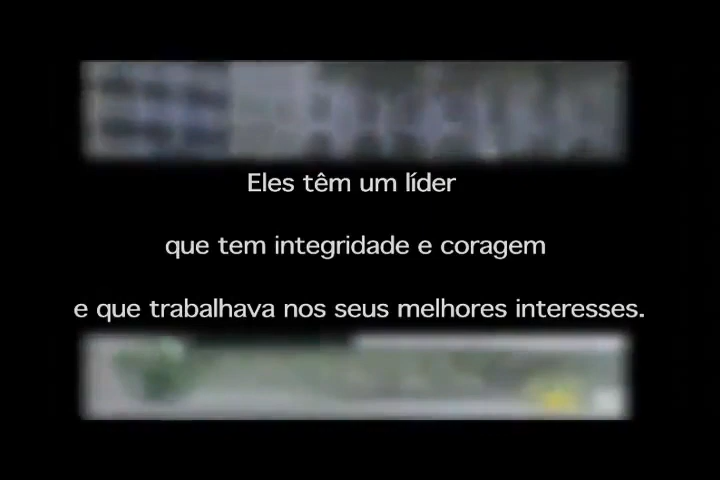 Eles têm um líder
que tem integridade e coragem
e que trabalhava nos seus melhores interesses.